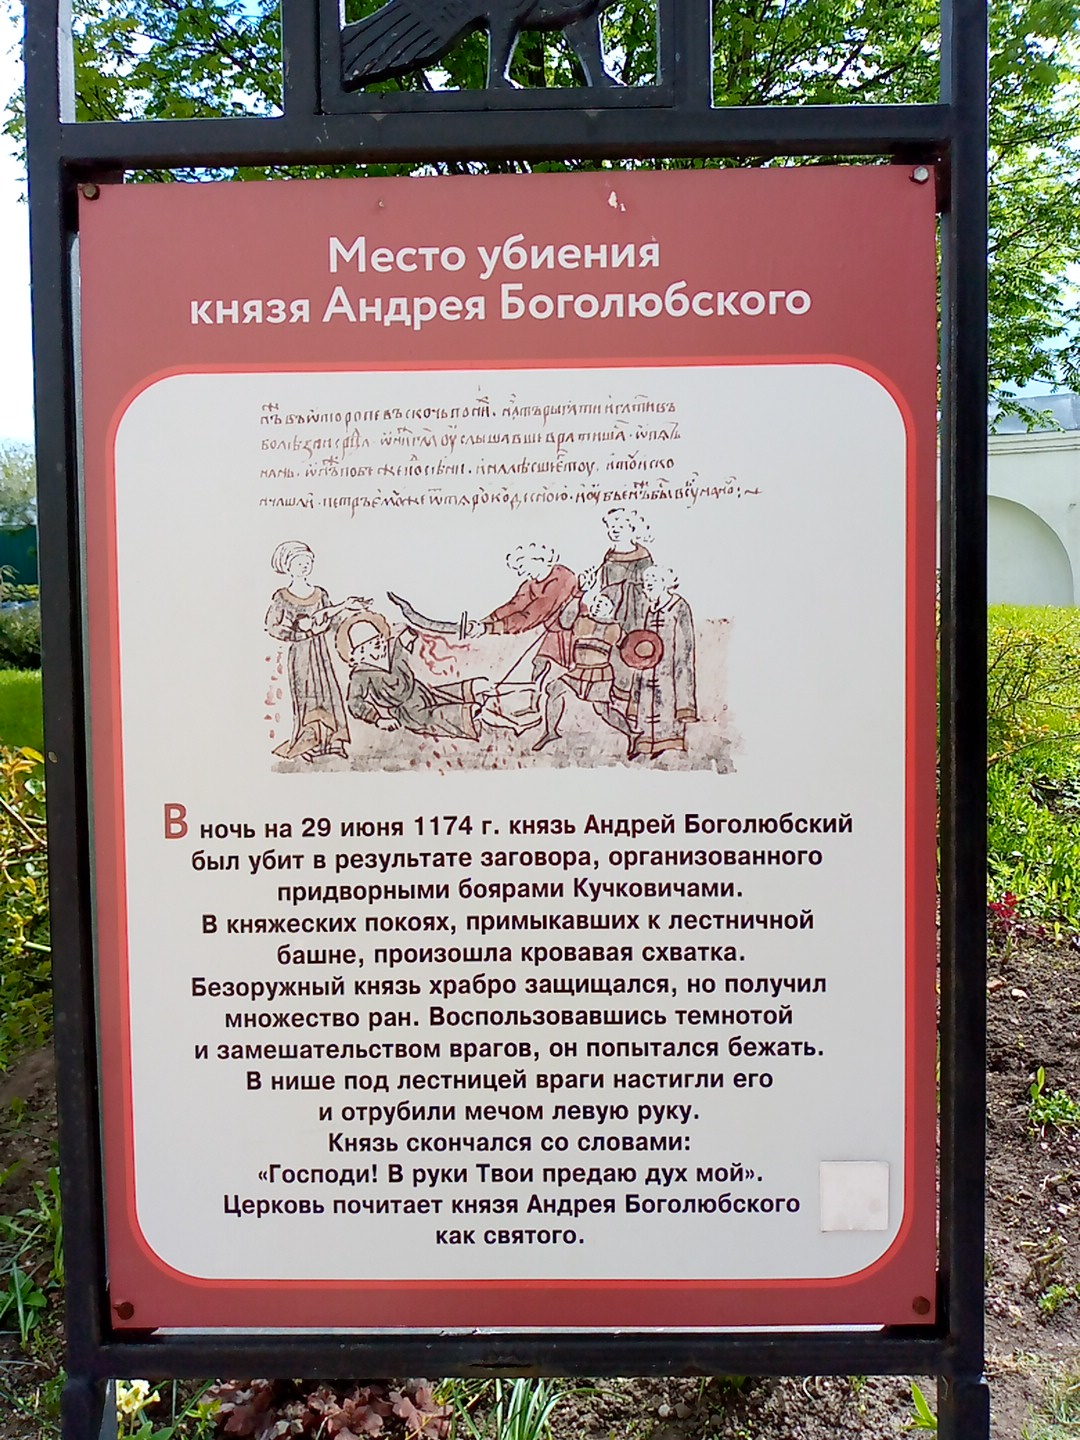 Место убиения
князя Андрея Боголюбского
В ночь на 29 июня 1174 г. князь Андрей Боголюбский
был убит в результате заговора, организованного
придворными боярами Кучковичами.
В княжеских покоях, примыкавших к лестничной
башне, произошла кровавая схватка.
Безоружный князь храбро защищался, но получил
множество ран. Воспользовавшись темнотой
и замешательством врагов, он попытался бежать.
В нише под лестницей враги настигли его
и отрубили мечом левую руку.
Князь скончался со словами:
«Господи! В руки Твои предаю дух мой».
Церковь почитает князя Андрея Боголюбского
как святого.